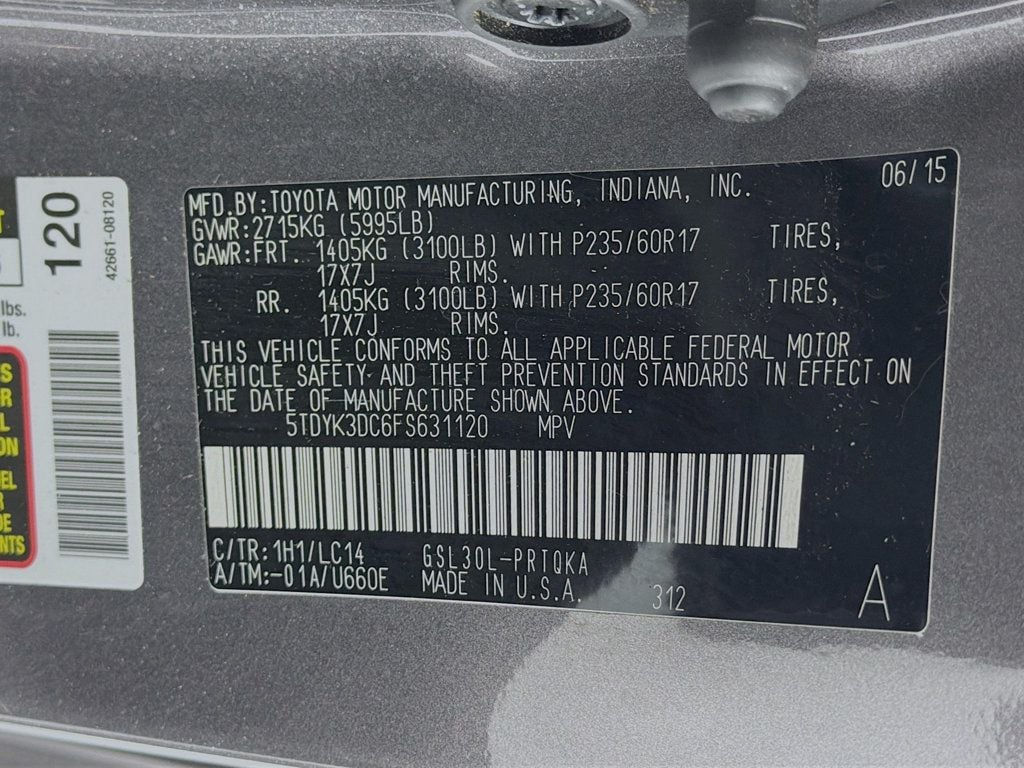 MFD.BY:TOYOTA MOTOR MANUFACTURING, INDIANA, INC. 06/15
GVWR:2715KG (5995LB)
GAWR:FRT. 1405KG (3100LB) WITH P235/60R17 TIRES,
17X7J RIMS.
RR. 1405KG (3100LB) WITH P235/60R17 TIRES,
17X7J RIMS.
THIS VEHICLE CONFORMS TO ALL APPLICABLE FEDERAL MOTOR
VEHICLE SAFETY AND THEFT PREVENTION STANDARDS IN EFFECT ON
THE DATE OF MANUFACTURE SHOWN ABOVE.
5TDYK3DC6FS631120 MPV
C/TR:1H1/LC14 GSL30L-PRTQKA
A/TM:-01A/U660E MADE IN U.S.A. 312 A
120
42661-08120
lbs.
lb.